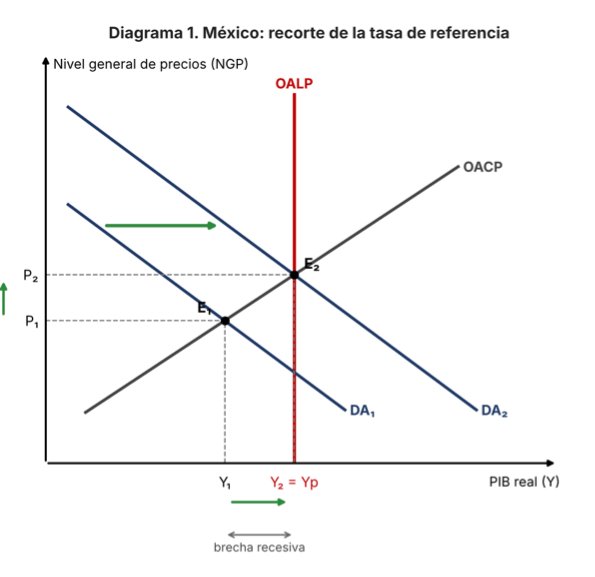 Diagrama 1. México: recorte de la tasa de referencia
Nivel general de precios (NGP)
OALP
OACP
E₂
P₂
E₁
P₁
DA₁
DA₂
Y₁
Y₂ = Yp
PIB real (Y)
brecha recesiva